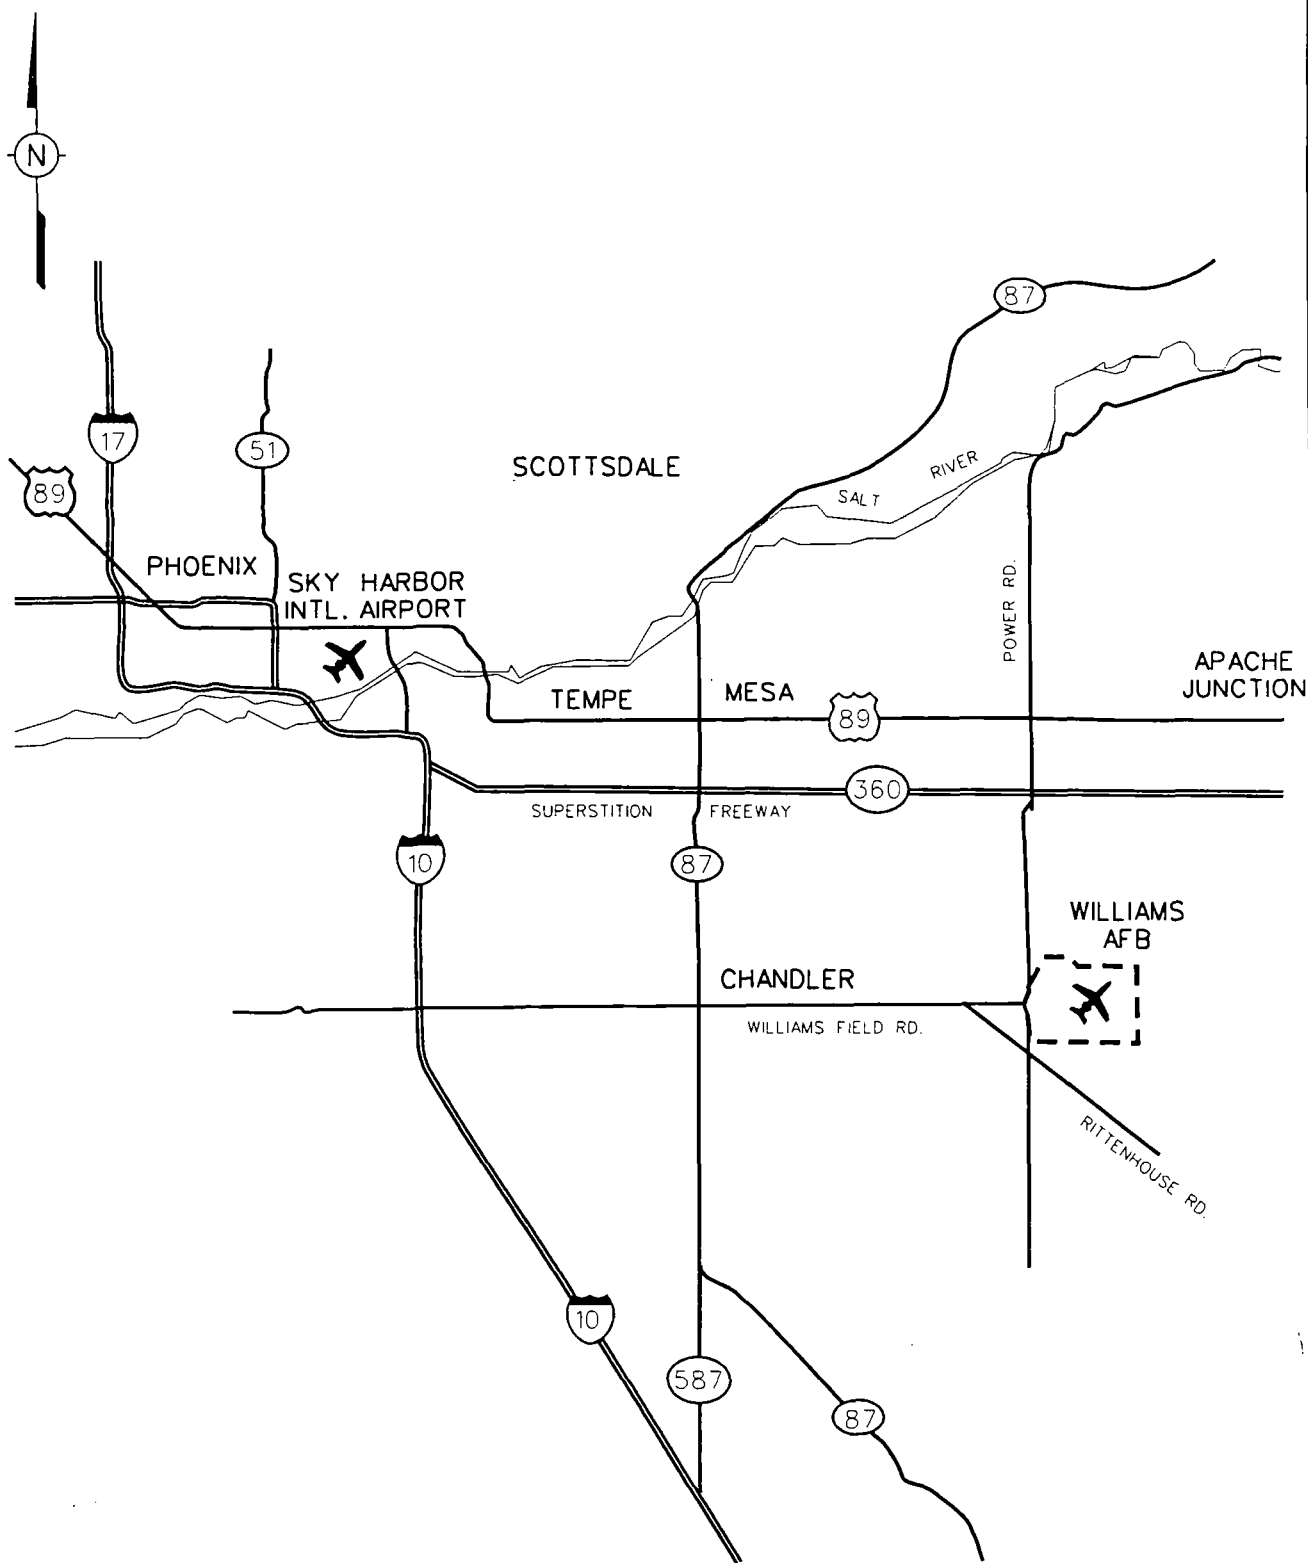 N
87
17
51
SCOTTSDALE
89
SALT RIVER
PHOENIX
SKY HARBOR
INTL. AIRPORT
POWER RD.
APACHE
JUNCTION
TEMPE
MESA
89
360
SUPERSTITION FREEWAY
10
87
WILLIAMS
AFB
CHANDLER
WILLIAMS FIELD RD.
RITTENHOUSE RD.
10
587
87